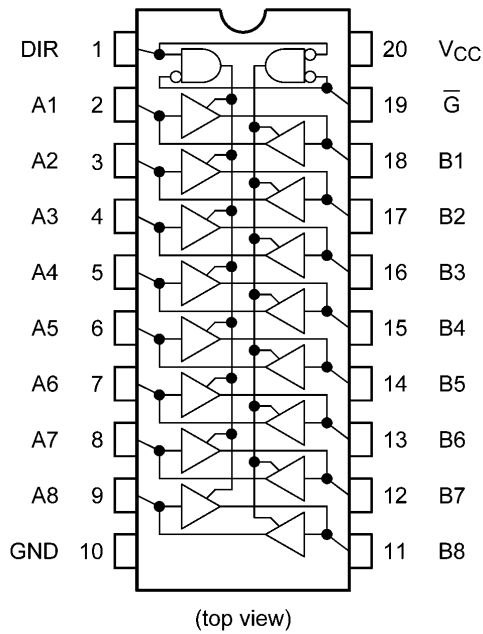 DIR 1 20 VCC
A1 2 19 G̅
A2 3 18 B1
A3 4 17 B2
A4 5 16 B3
A5 6 15 B4
A6 7 14 B5
A7 8 13 B6
A8 9 12 B7
GND 10 11 B8
(top view)